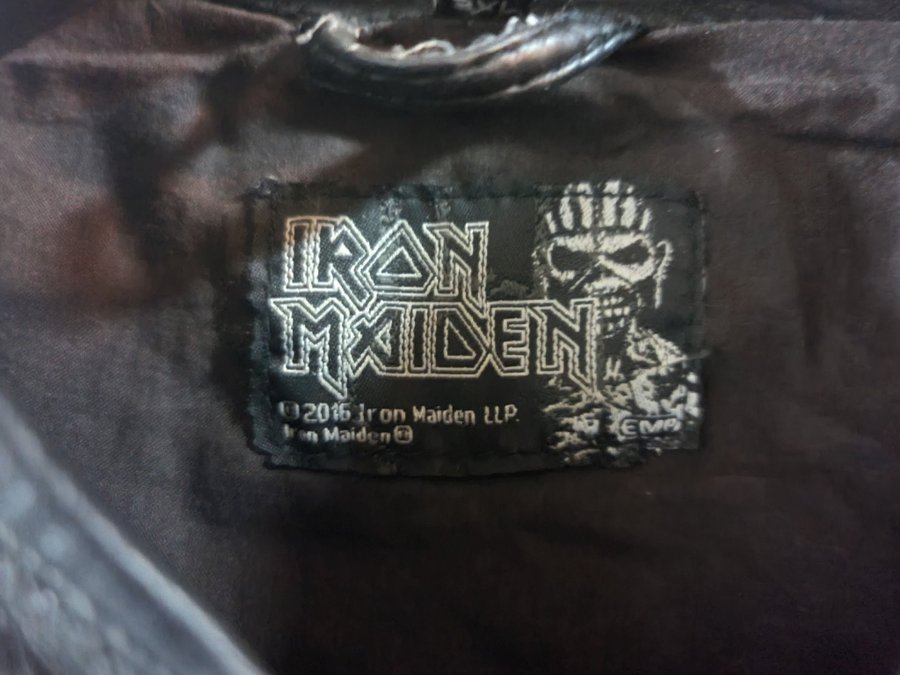 IRON
MAIDEN
© 2016 Iron Maiden LLP.
Iron Maiden ®
EMP